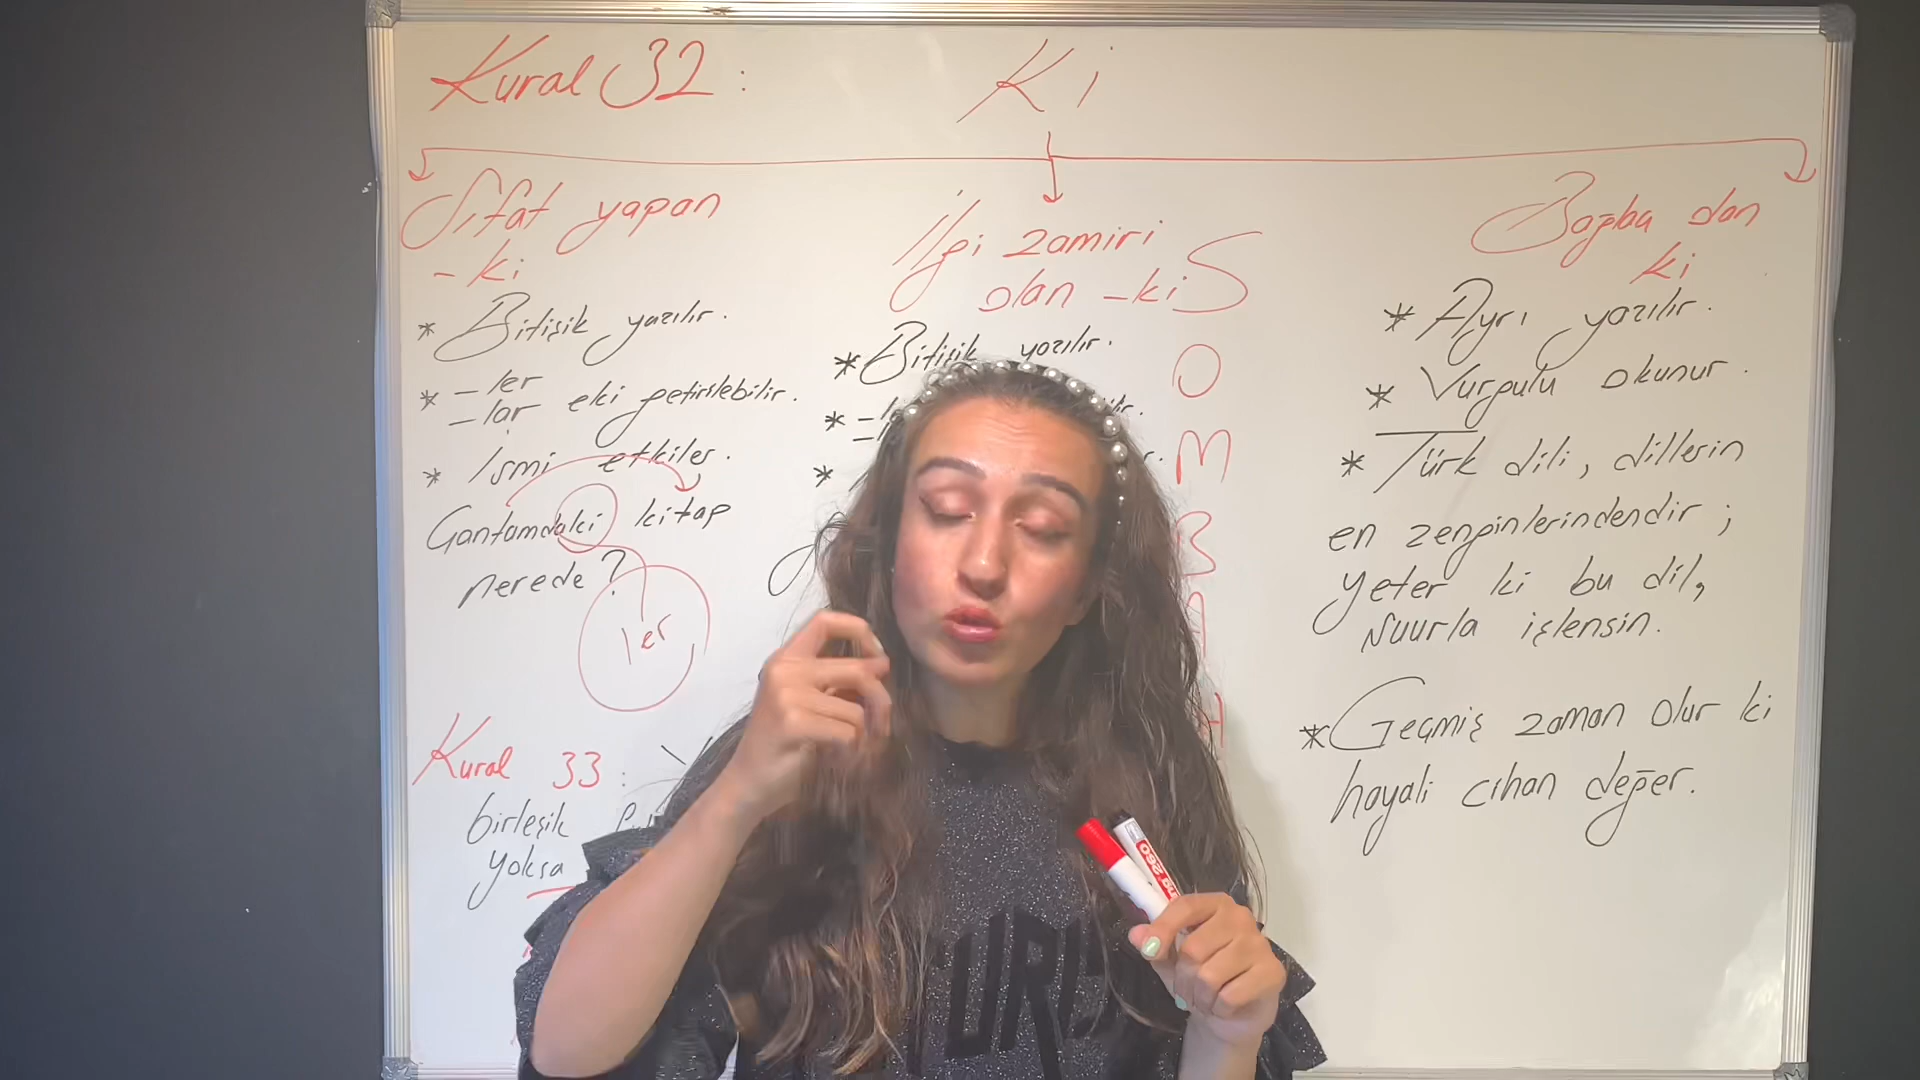 Kural 32 : Ki
Sıfat yapan
- ki
* Bitişik yazılır.
* -ler
-lar eki getirilebilir.
* İsmi etkiler.
Çantamdaki kitap
nerede?
ler
Kural 33 :
birleşik
yoksa
İlgi zamiri
olan -ki
* Bitişik yazılır.
S
O
M
B
A
H
Bağlaç olan
ki
* Ayrı yazılır.
* Vurgulu okunur.
* Türk dili, dillerin
en zenginlerindendir;
yeter ki bu dil,
şuurla işlensin.
* Geçmiş zaman olur ki
hayali cihan değer.
260